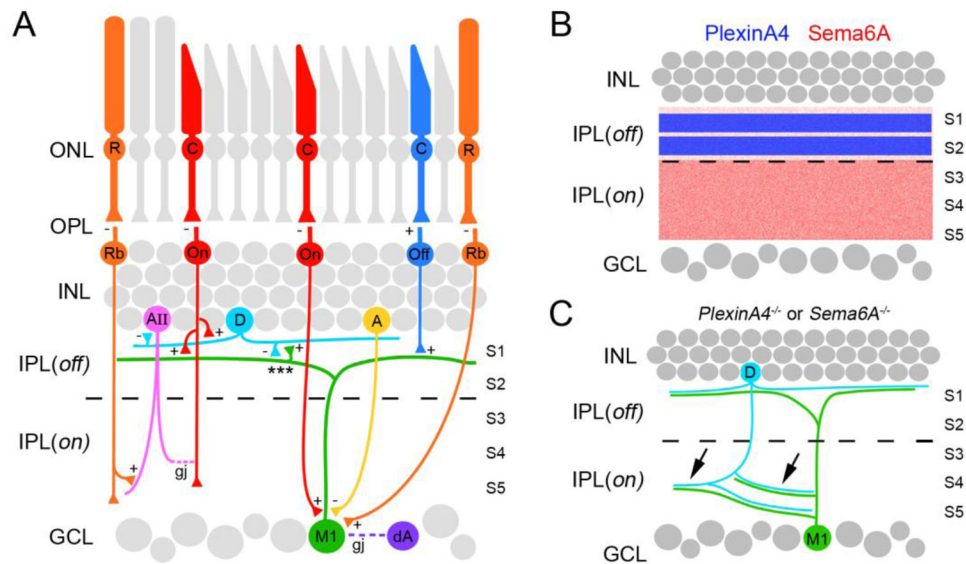 A
ONL
R
C
C
C
R
OPL
-
-
-
+
-
Rb
On
On
Off
Rb
INL
AII
D
A
-
+
+
-
+
+
***
IPL(off)
S1
S2
IPL(on)
S3
S4
S5
+
gj
+
-
+
GCL
M1
gj
dA
B
PlexinA4 Sema6A
INL
IPL(off)
S1
S2
IPL(on)
S3
S4
S5
GCL
C
PlexinA4-/- or Sema6A-/-
INL
D
IPL(off)
S1
S2
IPL(on)
S3
S4
S5
GCL
M1